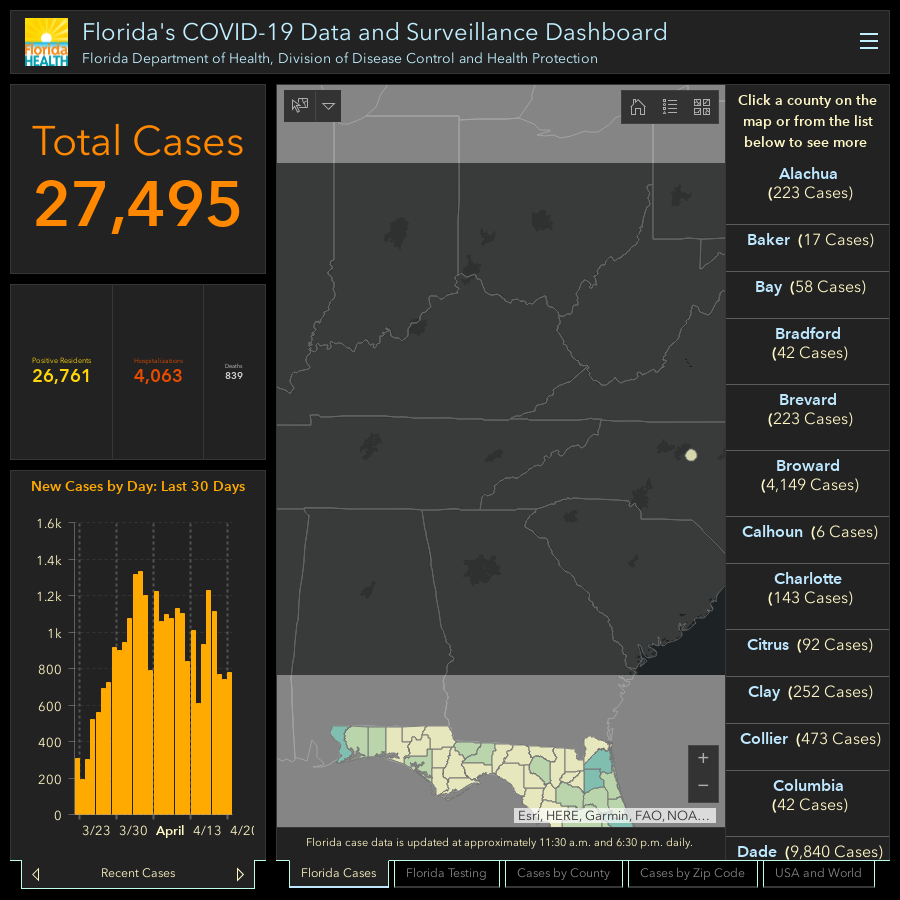 Florida HEALTH
Florida's COVID-19 Data and Surveillance Dashboard
Florida Department of Health, Division of Disease Control and Health Protection
Total Cases
27,495
Positive Residents
26,761
Hospitalizations
4,063
Deaths
839
New Cases by Day: Last 30 Days
1.6k
1.4k
1.2k
1k
800
600
400
200
0
3/23 3/30 April 4/13 4/20
Recent Cases
Esri, HERE, Garmin, FAO, NOA...
Florida case data is updated at approximately 11:30 a.m. and 6:30 p.m. daily.
Florida Cases
Florida Testing
Cases by County
Cases by Zip Code
USA and World
Click a county on the
map or from the list
below to see more
Alachua
(223 Cases)
Baker (17 Cases)
Bay (58 Cases)
Bradford
(42 Cases)
Brevard
(223 Cases)
Broward
(4,149 Cases)
Calhoun (6 Cases)
Charlotte
(143 Cases)
Citrus (92 Cases)
Clay (252 Cases)
Collier (473 Cases)
Columbia
(42 Cases)
Dade (9,840 Cases)